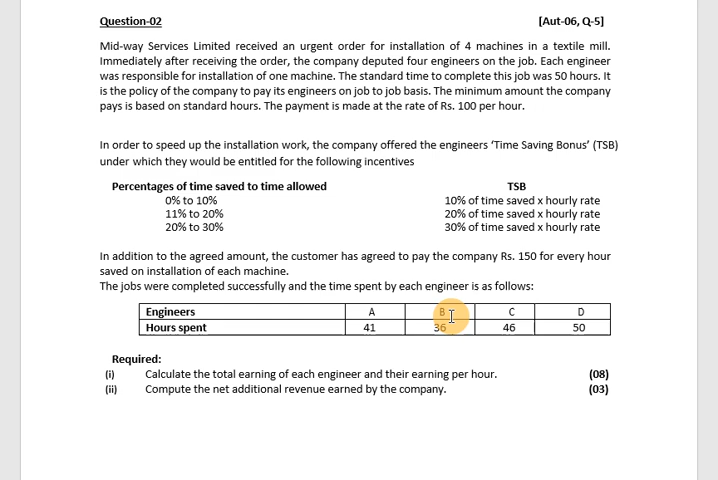 Question-02 [Aut-06, Q-5]
Mid-way Services Limited received an urgent order for installation of 4 machines in a textile mill.
Immediately after receiving the order, the company deputed four engineers on the job. Each engineer
was responsible for installation of one machine. The standard time to complete this job was 50 hours. It
is the policy of the company to pay its engineers on job to job basis. The minimum amount the company
pays is based on standard hours. The payment is made at the rate of Rs. 100 per hour.
In order to speed up the installation work, the company offered the engineers ‘Time Saving Bonus’ (TSB)
under which they would be entitled for the following incentives
Percentages of time saved to time allowed TSB
0% to 10% 10% of time saved x hourly rate
11% to 20% 20% of time saved x hourly rate
20% to 30% 30% of time saved x hourly rate
In addition to the agreed amount, the customer has agreed to pay the company Rs. 150 for every hour
saved on installation of each machine.
The jobs were completed successfully and the time spent by each engineer is as follows:
Engineers A B C D
Hours spent 41 36 46 50
Required:
(i) Calculate the total earning of each engineer and their earning per hour. (08)
(ii) Compute the net additional revenue earned by the company. (03)